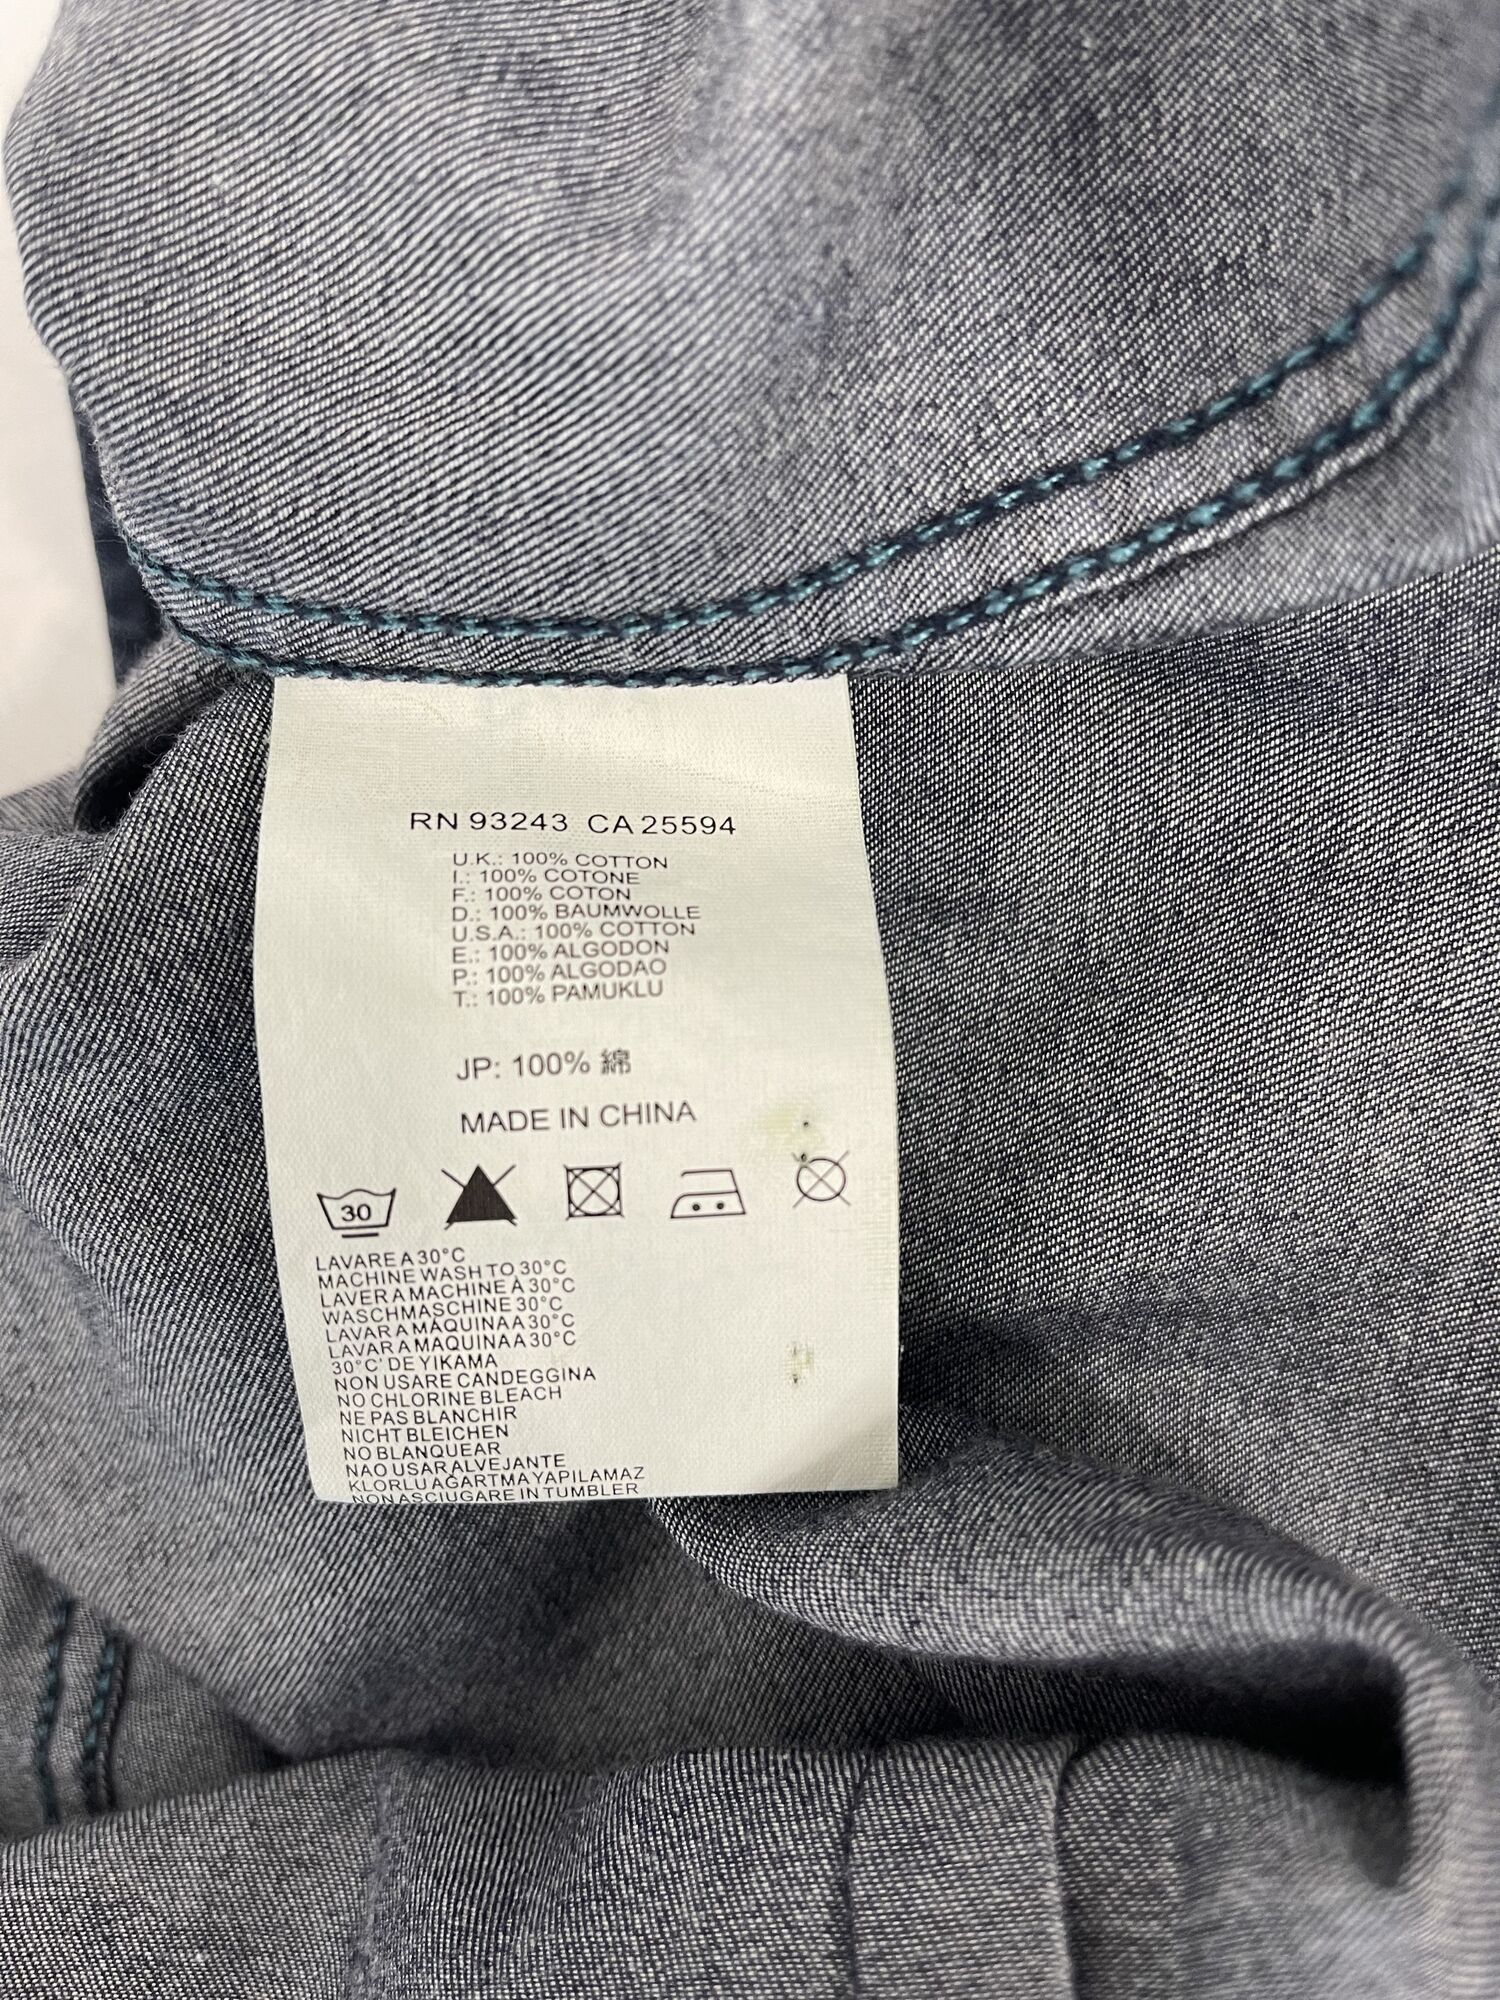 RN 93243 CA 25594
U.K.: 100% COTTON
I.: 100% COTONE
F.: 100% COTON
D.: 100% BAUMWOLLE
U.S.A.: 100% COTTON
E.: 100% ALGODON
P.: 100% ALGODAO
T.: 100% PAMUKLU
JP: 100% 綿
MADE IN CHINA
30
LAVARE A 30°C
MACHINE WASH TO 30°C
LAVER A MACHINE À 30°C
WASCHMASCHINE 30°C
LAVAR A MÁQUINA A 30°C
LAVAR A MAQUINA A 30°C
30°C' DE YIKAMA
NON USARE CANDEGGINA
NO CHLORINE BLEACH
NE PAS BLANCHIR
NICHT BLEICHEN
NO BLANQUEAR
NAO USAR ALVEJANTE
KLORLU AGARTMA YAPILAMAZ
NON ASCIUGARE IN TUMBLER